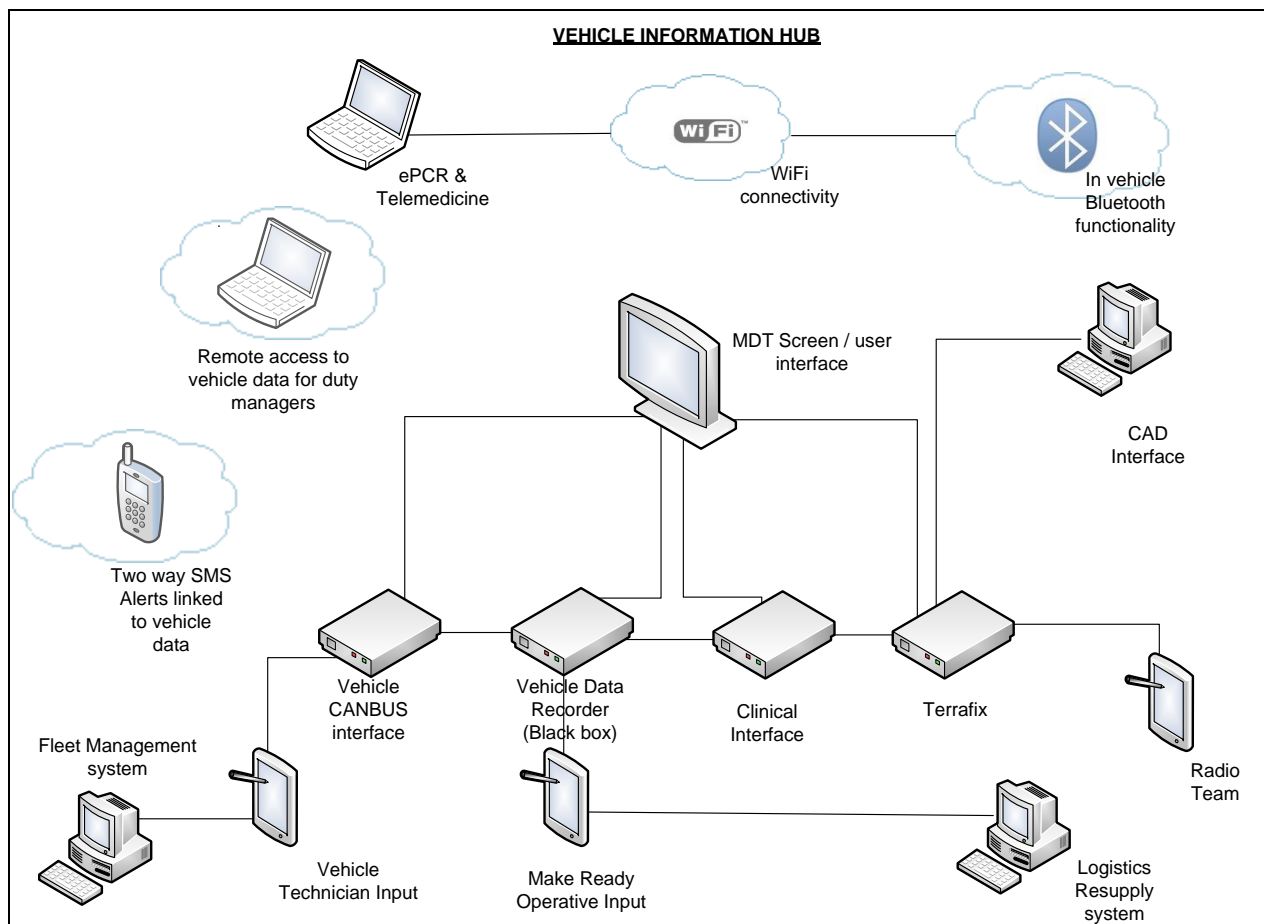 VEHICLE INFORMATION HUB
Wi Fi™
ePCR &
Telemedicine
WiFi
connectivity
In vehicle
Bluetooth
functionality
Remote access to
vehicle data for duty
managers
MDT Screen / user
interface
CAD
Interface
Two way SMS
Alerts linked
to vehicle
data
Vehicle
CANBUS
interface
Vehicle Data
Recorder
(Black box)
Clinical
Interface
Terrafix
Radio
Team
Fleet Management
system
Vehicle
Technician Input
Make Ready
Operative Input
Logistics
Resupply
system